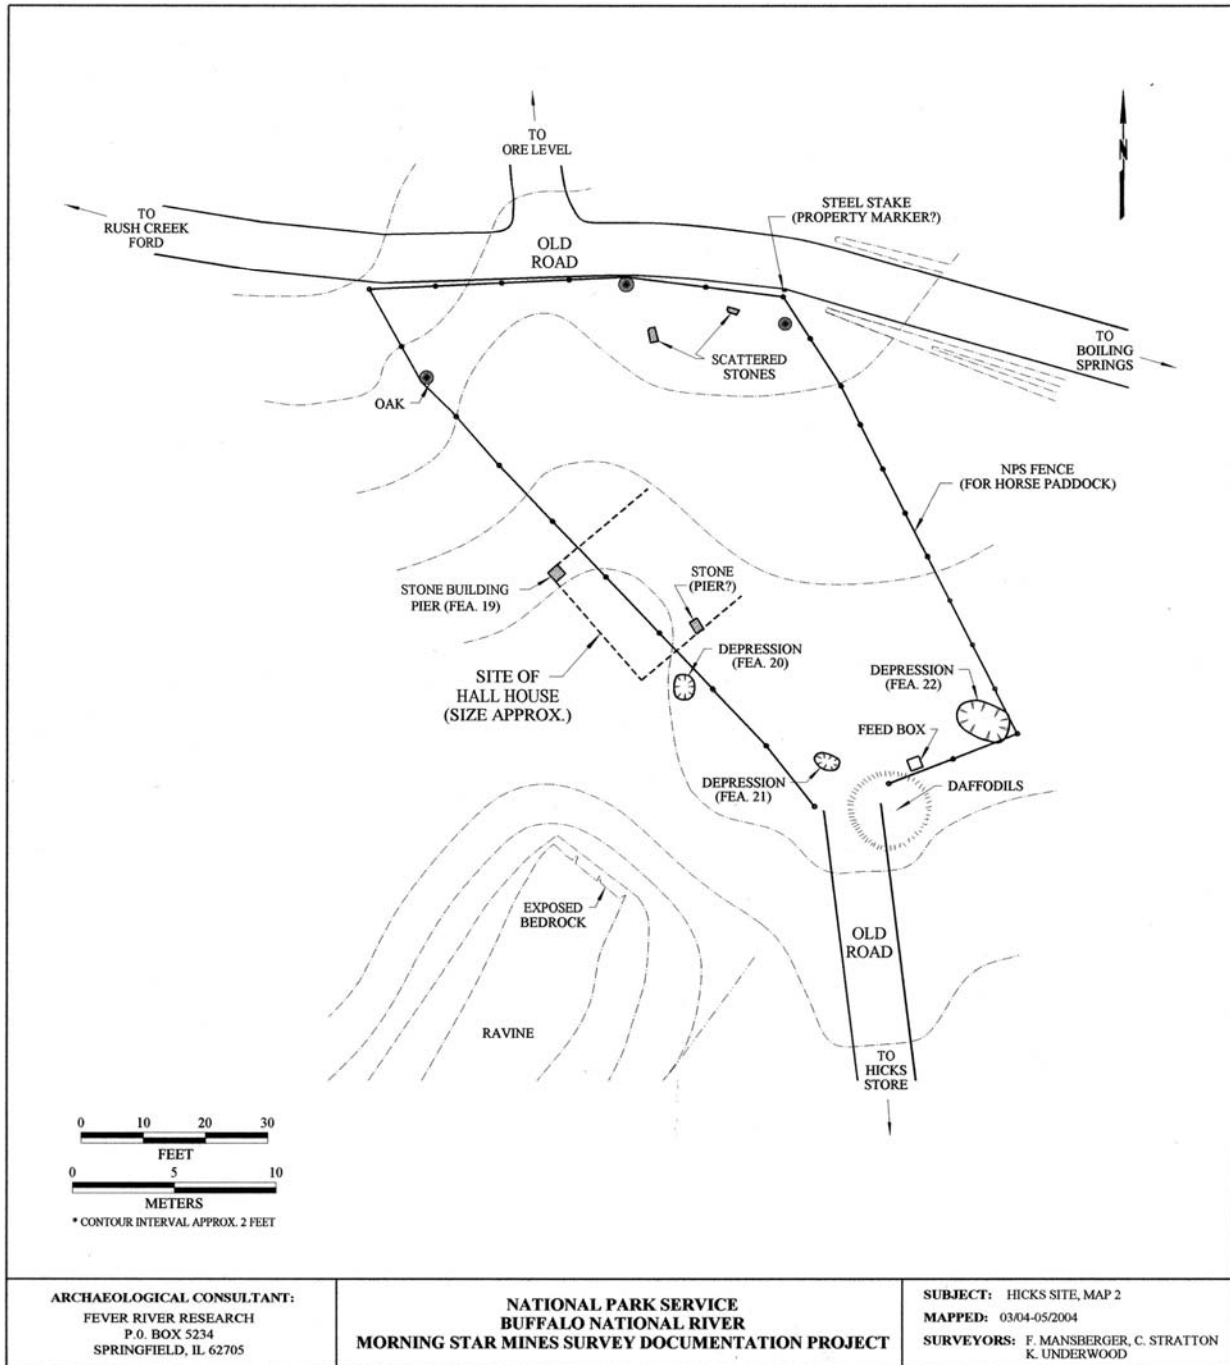 TO
ORE LEVEL
N
STEEL STAKE
(PROPERTY MARKER?)
TO
RUSH CREEK
FORD
OLD
ROAD
TO
BOILING
SPRINGS
SCATTERED
STONES
OAK
NPS FENCE
(FOR HORSE PADDOCK)
STONE BUILDING
PIER (FEA. 19)
STONE
(PIER?)
DEPRESSION
(FEA. 20)
SITE OF
HALL HOUSE
(SIZE APPROX.)
DEPRESSION
(FEA. 22)
FEED BOX
DEPRESSION
(FEA. 21)
DAFFODILS
EXPOSED
BEDROCK
OLD
ROAD
RAVINE
TO
HICKS
STORE
0 10 20 30
FEET
0 5 10
METERS
* CONTOUR INTERVAL APPROX. 2 FEET
ARCHAEOLOGICAL CONSULTANT:
FEVER RIVER RESEARCH
P.O. BOX 5234
SPRINGFIELD, IL 62705
NATIONAL PARK SERVICE
BUFFALO NATIONAL RIVER
MORNING STAR MINES SURVEY DOCUMENTATION PROJECT
SUBJECT: HICKS SITE, MAP 2
MAPPED: 03/04-05/2004
SURVEYORS: F. MANSBERGER, C. STRATTON
K. UNDERWOOD